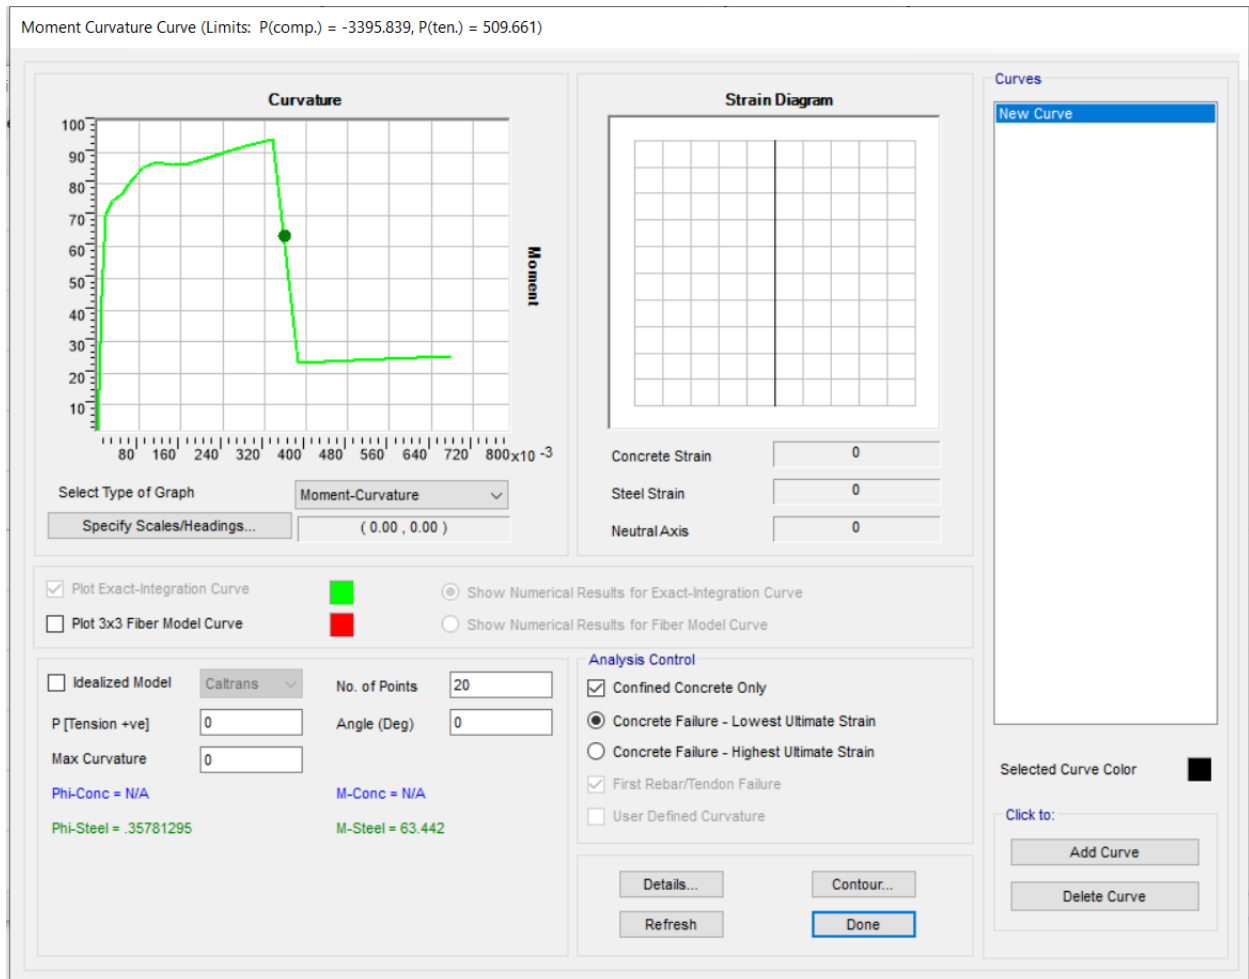 Moment Curvature Curve (Limits: P(comp.) = -3395.839, P(ten.) = 509.661)
Curvature
100
90
80
70
60
50
40
30
20
10
80 160 240 320 400 480 560 640 720 800 x10 -3
Moment
Select Type of Graph
Moment-Curvature
Specify Scales/Headings...
( 0.00 , 0.00 )
Strain Diagram
Concrete Strain 0
Steel Strain 0
Neutral Axis 0
Curves
New Curve
Plot Exact-Integration Curve
Show Numerical Results for Exact-Integration Curve
Plot 3x3 Fiber Model Curve
Show Numerical Results for Fiber Model Curve
Idealized Model Caltrans No. of Points 20
P [Tension +ve] 0 Angle (Deg) 0
Max Curvature 0
Phi-Conc = N/A M-Conc = N/A
Phi-Steel = .35781295 M-Steel = 63.442
Analysis Control
Confined Concrete Only
Concrete Failure - Lowest Ultimate Strain
Concrete Failure - Highest Ultimate Strain
First Rebar/Tendon Failure
User Defined Curvature
Details... Contour...
Refresh Done
Selected Curve Color
Click to:
Add Curve
Delete Curve